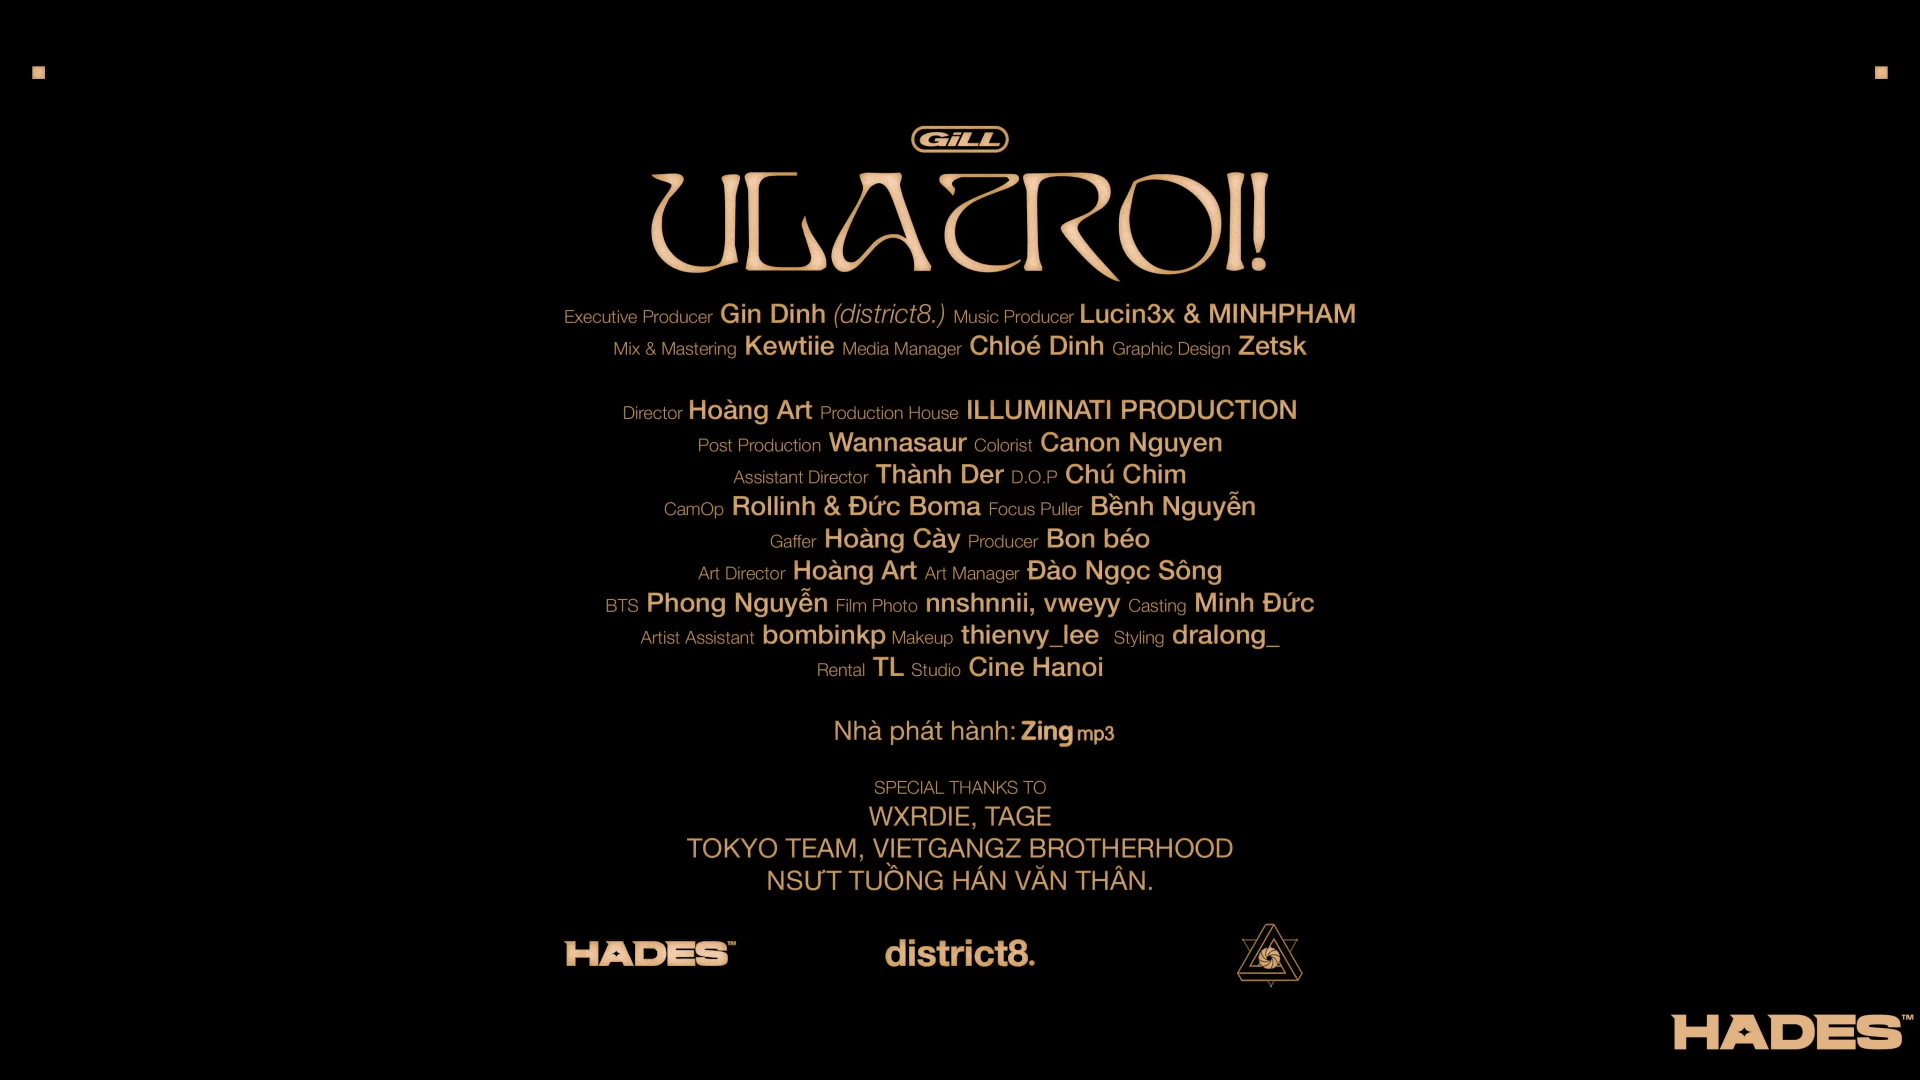 GiLL
ULATROI!
Executive Producer Gin Dinh (district8.) Music Producer Lucin3x & MINHPHAM
Mix & Mastering Kewtiie Media Manager Chloé Dinh Graphic Design Zetsk
Director Hoàng Art Production House ILLUMINATI PRODUCTION
Post Production Wannasaur Colorist Canon Nguyen
Assistant Director Thành Der D.O.P Chú Chim
CamOp Rollinh & Đức Boma Focus Puller Bềnh Nguyễn
Gaffer Hoàng Cày Producer Bon béo
Art Director Hoàng Art Art Manager Đào Ngọc Sông
BTS Phong Nguyễn Film Photo nnshnnii, vweyy Casting Minh Đức
Artist Assistant bombinkp Makeup thienvy_lee Styling dralong_
Rental TL Studio Cine Hanoi
Nhà phát hành: Zing mp3
SPECIAL THANKS TO
WXRDIE, TAGE
TOKYO TEAM, VIETGANGZ BROTHERHOOD
NSƯT TUỒNG HÁN VĂN THÂN.
HADES™ district8.
HADES™